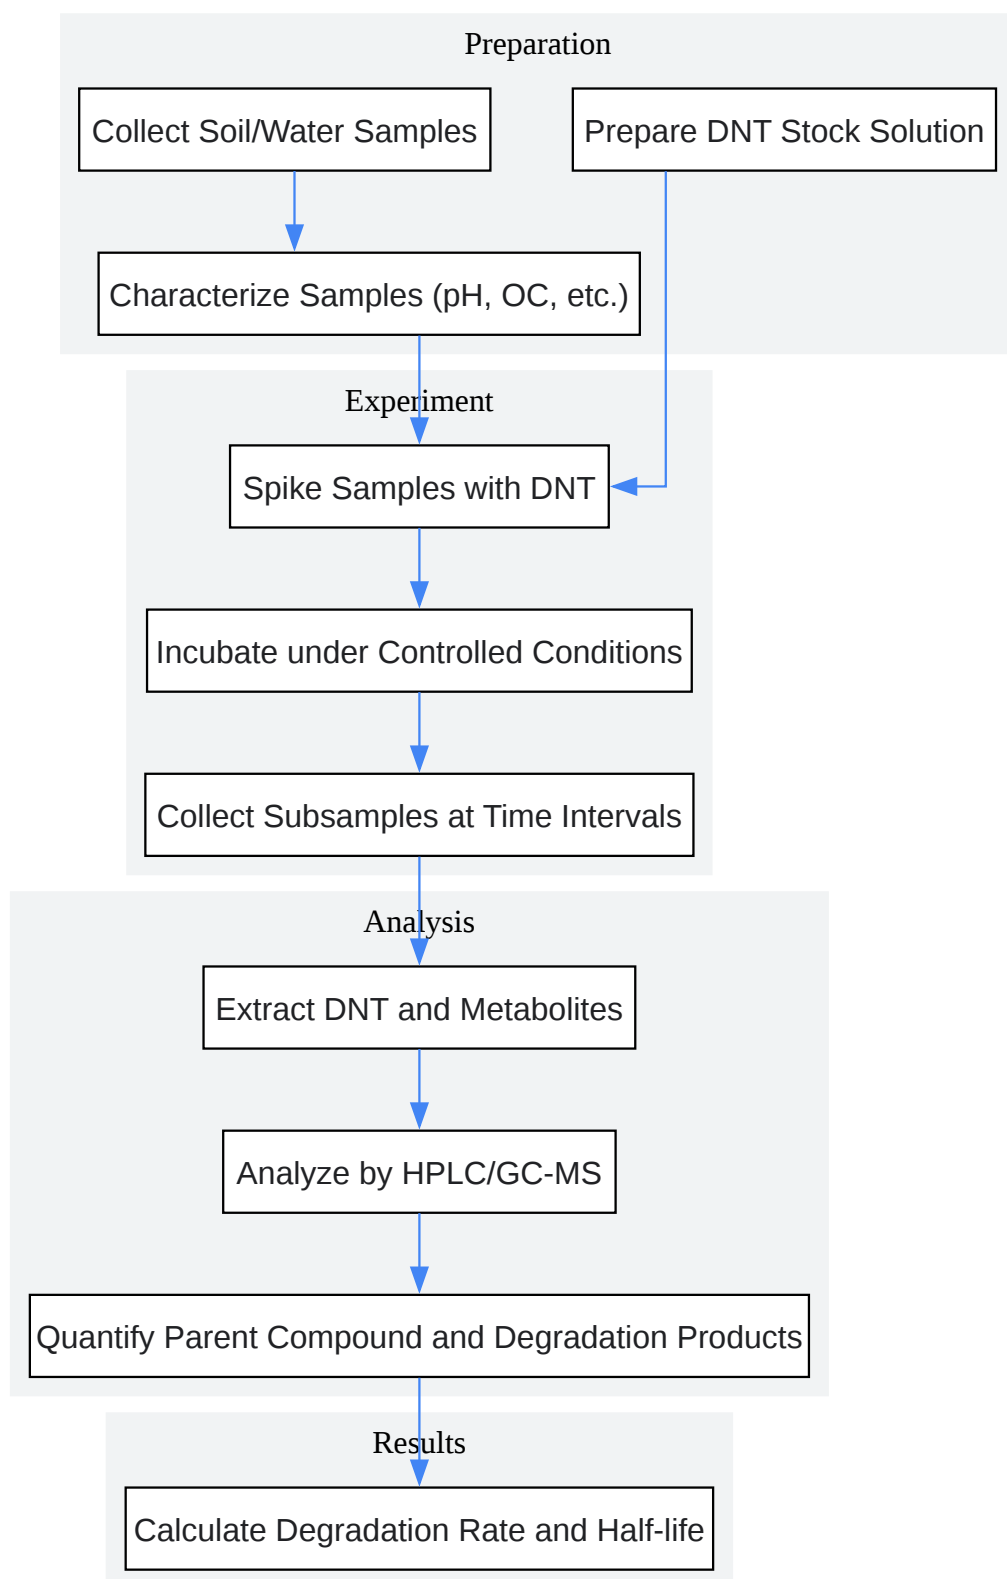 Preparation
Collect Soil/Water Samples
Prepare DNT Stock Solution
Characterize Samples (pH, OC, etc.)
Experiment
Spike Samples with DNT
Incubate under Controlled Conditions
Collect Subsamples at Time Intervals
Analysis
Extract DNT and Metabolites
Analyze by HPLC/GC-MS
Quantify Parent Compound and Degradation Products
Results
Calculate Degradation Rate and Half-life